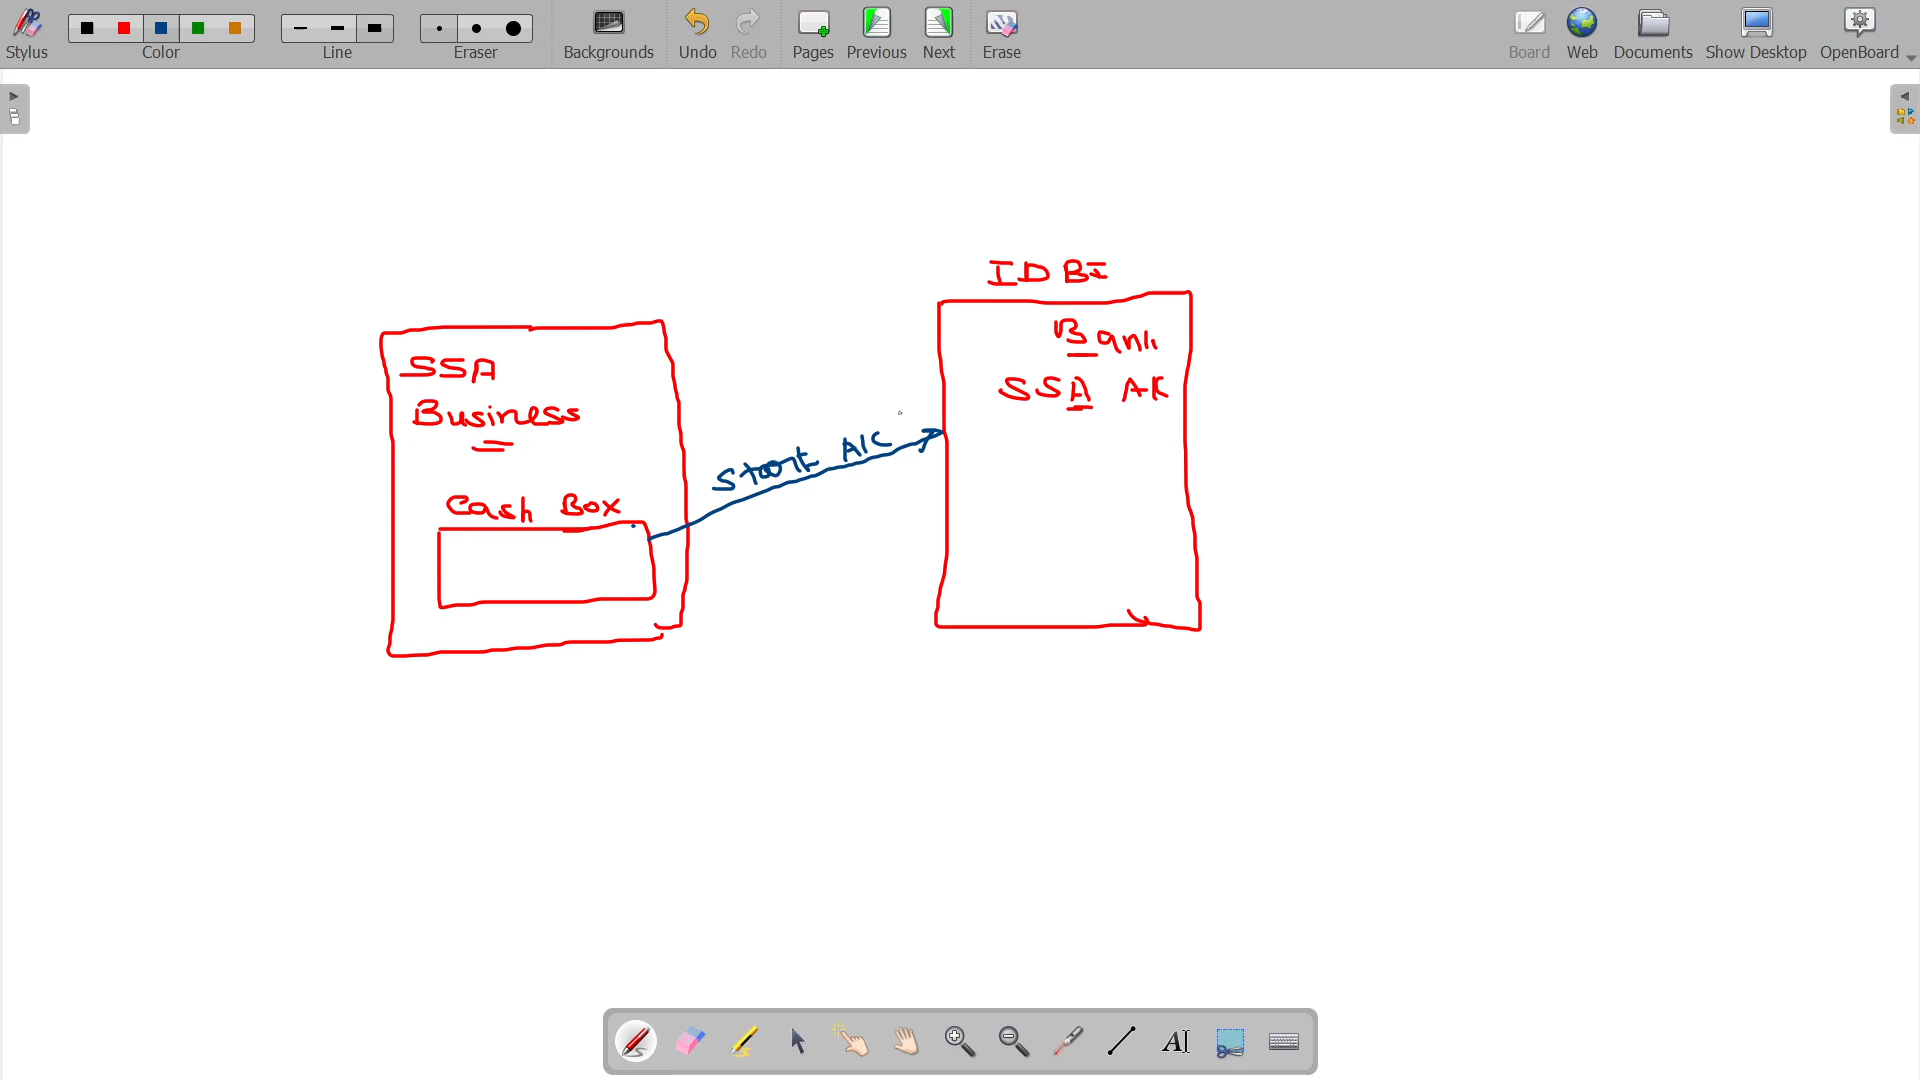 Stylus Color Line Eraser Backgrounds Undo Redo Pages Previous Next Erase Board Web Documents Show Desktop OpenBoard
IDBI
Bank
SSA A/C
SSA
Business
Start A/C
Cash Box